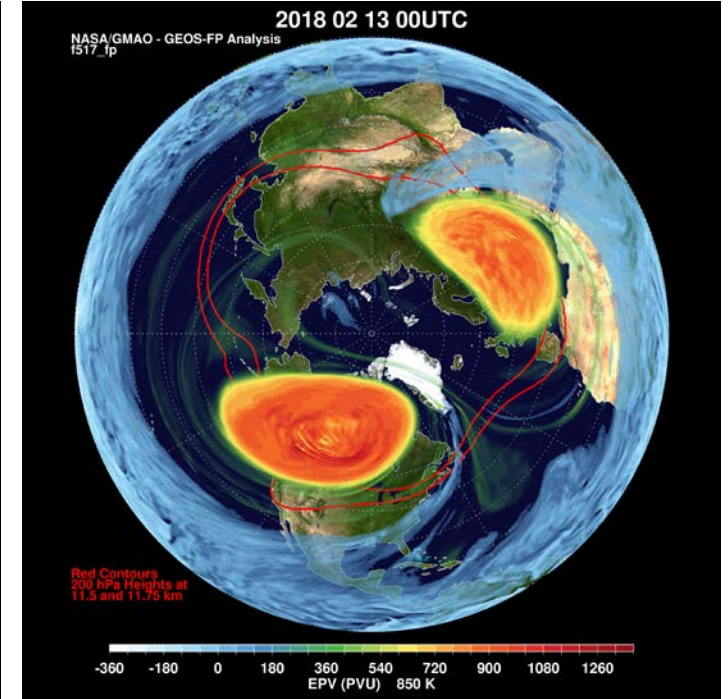 2018 02 13 00UTC
NASA/GMAO - GEOS-FP Analysis
f517_fp
Red Contours
200 hPa Heights at
11.5 and 11.75 km
-360 -180 0 180 360 540 720 900 1080 1260
EPV (PVU) 850 K